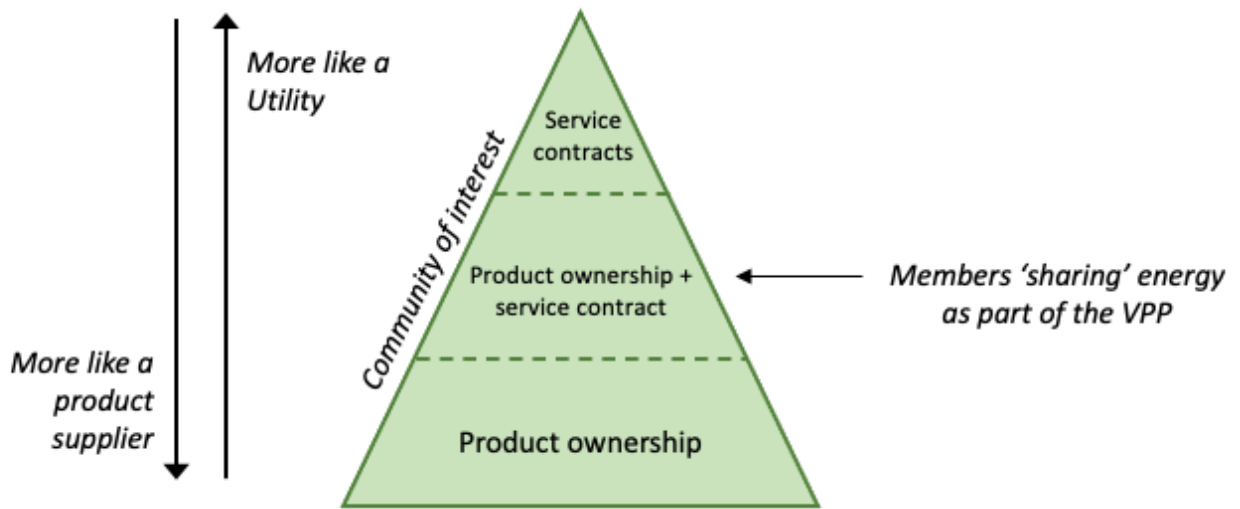 More like a
Utility
Service
contracts
Community of interest
Product ownership +
service contract
Members ‘sharing’ energy
as part of the VPP
More like a
product
supplier
Product ownership